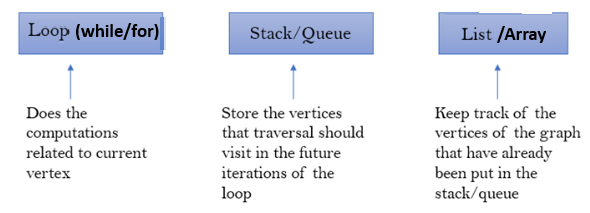 Loop (while/for)
Stack/Queue
List /Array
Does the
computations
related to current
vertex
Store the vertices
that traversal should
visit in the future
iterations of the
loop
Keep track of the
vertices of the graph
that have already
been put in the
stack/queue